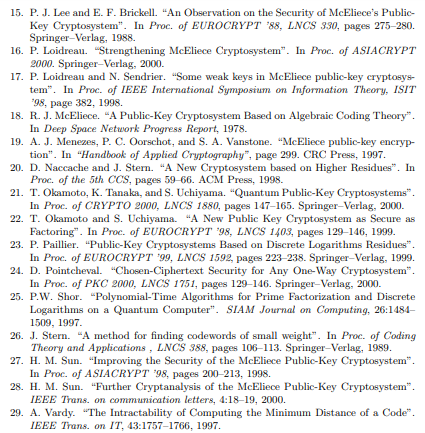 15. P. J. Lee and E. F. Brickell. “An Observation on the Security of McEliece’s Public-
Key Cryptosystem”. In Proc. of EUROCRYPT ’88, LNCS 330, pages 275–280.
Springer–Verlag, 1988.
16. P. Loidreau. “Strengthening McEliece Cryptosystem”. In Proc. of ASIACRYPT
2000. Springer–Verlag, 2000.
17. P. Loidreau and N. Sendrier. “Some weak keys in McEliece public-key cryptosys-
tem”. In Proc. of IEEE International Symposium on Information Theory, ISIT
’98, page 382, 1998.
18. R. J. McEliece. “A Public-Key Cryptosystem Based on Algebraic Coding Theory”.
In Deep Space Network Progress Report, 1978.
19. A. J. Menezes, P. C. Oorschot, and S. A. Vanstone. “McEliece public-key encryp-
tion”. In “Handbook of Applied Cryptography”, page 299. CRC Press, 1997.
20. D. Naccache and J. Stern. “A New Cryptosystem based on Higher Residues”. In
Proc. of the 5th CCS, pages 59–66. ACM Press, 1998.
21. T. Okamoto, K. Tanaka, and S. Uchiyama. “Quantum Public-Key Cryptosystems”.
In Proc. of CRYPTO 2000, LNCS 1880, pages 147–165. Springer–Verlag, 2000.
22. T. Okamoto and S. Uchiyama. “A New Public Key Cryptosystem as Secure as
Factoring”. In Proc. of EUROCRYPT ’98, LNCS 1403, pages 129–146, 1999.
23. P. Paillier. “Public-Key Cryptosystems Based on Discrete Logarithms Residues”.
In Proc. of EUROCRYPT ’99, LNCS 1592, pages 223–238. Springer–Verlag, 1999.
24. D. Pointcheval. “Chosen-Ciphertext Security for Any One-Way Cryptosystem”.
In Proc. of PKC 2000, LNCS 1751, pages 129–146. Springer–Verlag, 2000.
25. P.W. Shor. “Polynomial-Time Algorithms for Prime Factorization and Discrete
Logarithms on a Quantum Computer”. SIAM Journal on Computing, 26:1484–
1509, 1997.
26. J. Stern. “A method for finding codewords of small weight”. In Proc. of Coding
Theory and Applications , LNCS 388, pages 106–113. Springer–Verlag, 1989.
27. H. M. Sun. “Improving the Security of the McEliece Public-Key Cryptosystem”.
In Proc. of ASIACRYPT ’98, pages 200–213, 1998.
28. H. M. Sun. “Further Cryptanalysis of the McEliece Public-Key Cryptosystem”.
IEEE Trans. on communication letters, 4:18–19, 2000.
29. A. Vardy. “The Intractability of Computing the Minimum Distance of a Code”.
IEEE Trans. on IT, 43:1757–1766, 1997.